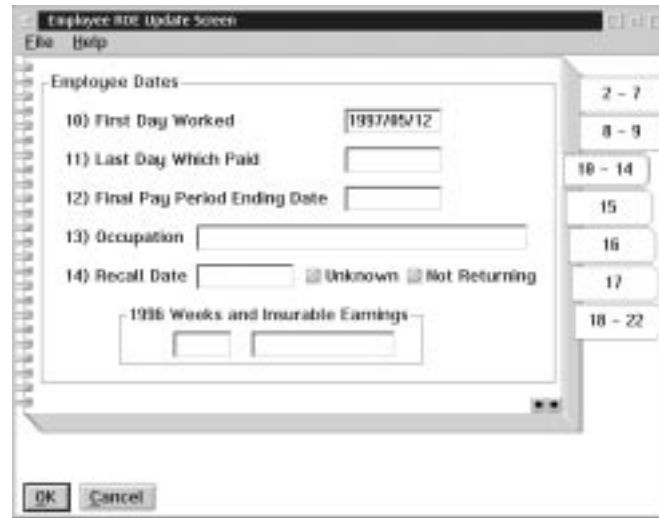 Employee ROE Update Screen
File Help
Employee Dates
2 - 7
10) First Day Worked 1997/05/12
8 - 9
11) Last Day Which Paid
10 - 14
12) Final Pay Period Ending Date
15
13) Occupation
16
14) Recall Date Unknown Not Returning
17
1996 Weeks and Insurable Earnings
18 - 22
OK Cancel